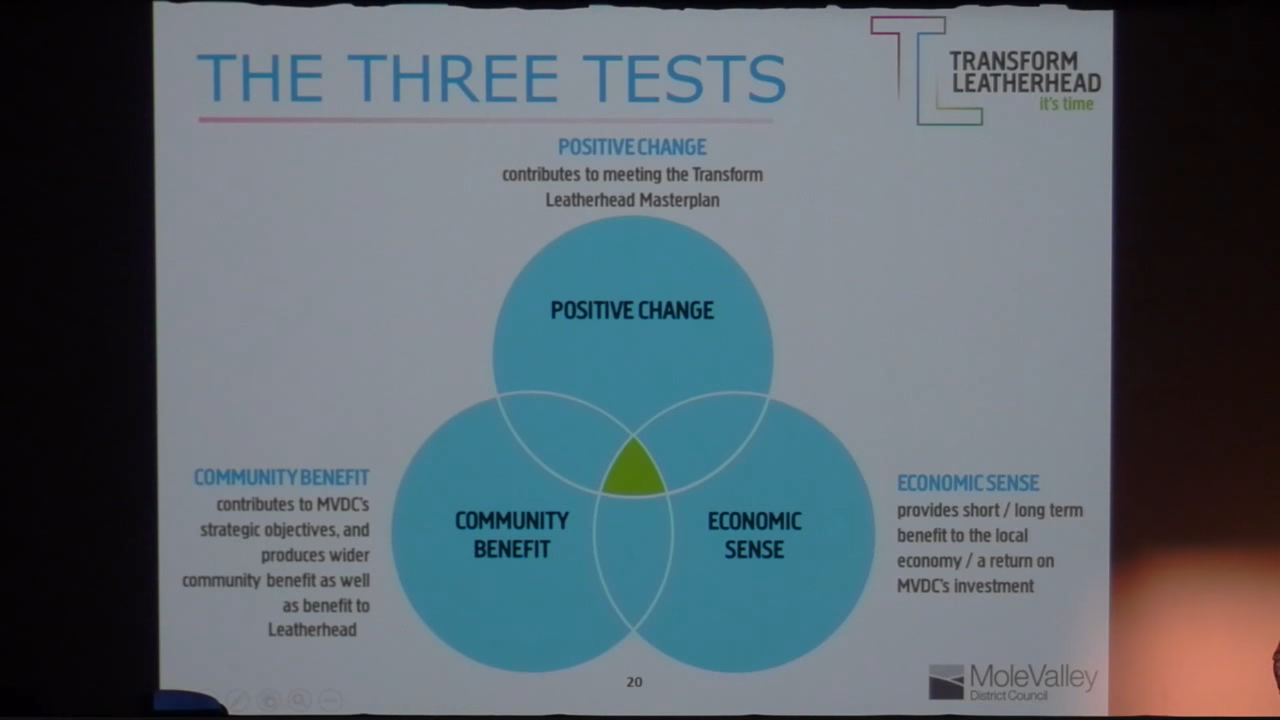 THE THREE TESTS
TRANSFORM
LEATHERHEAD
it's time
POSITIVE CHANGE
contributes to meeting the Transform
Leatherhead Masterplan
POSITIVE CHANGE
COMMUNITY BENEFIT
contributes to MVDC's
strategic objectives, and
produces wider
community benefit as well
as benefit to
Leatherhead
COMMUNITY
BENEFIT
ECONOMIC
SENSE
ECONOMIC SENSE
provides short / long term
benefit to the local
economy / a return on
MVDC's investment
20
MoleValley
District Council